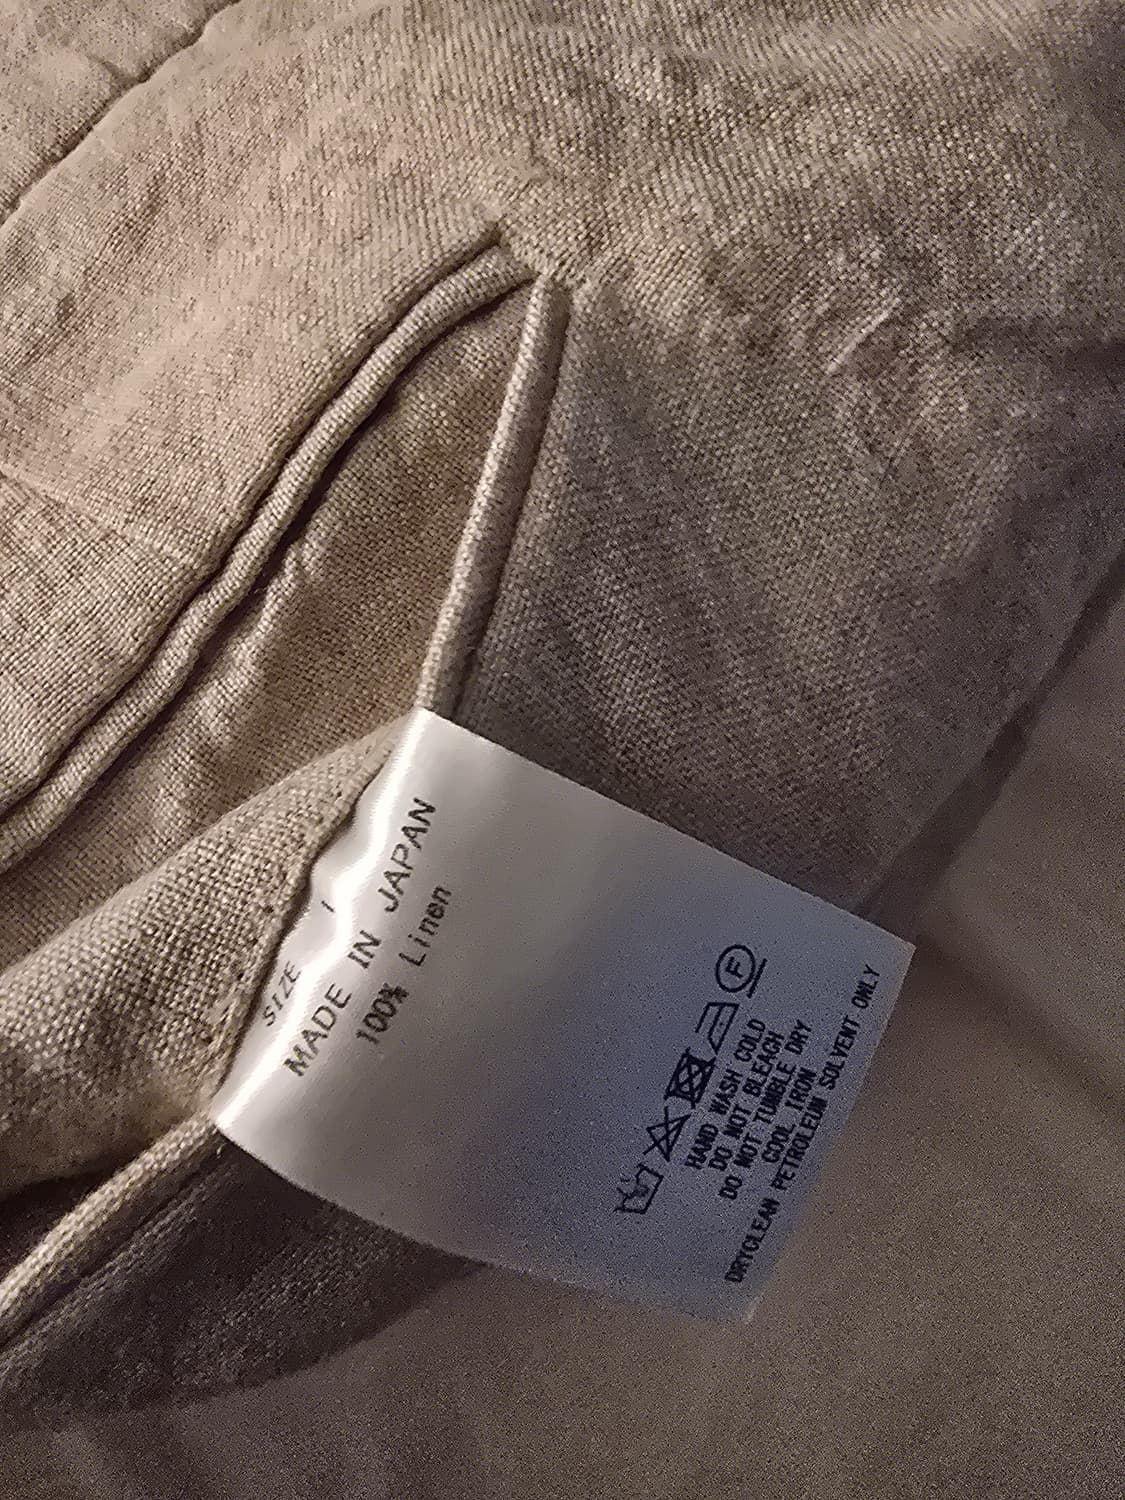 SIZE 1
MADE IN JAPAN
100% Linen
F
HAND WASH COLD
DO NOT BLEACH
DO NOT TUMBLE DRY
COOL IRON
DRYCLEAN PETROLEUM SOLVENT ONLY